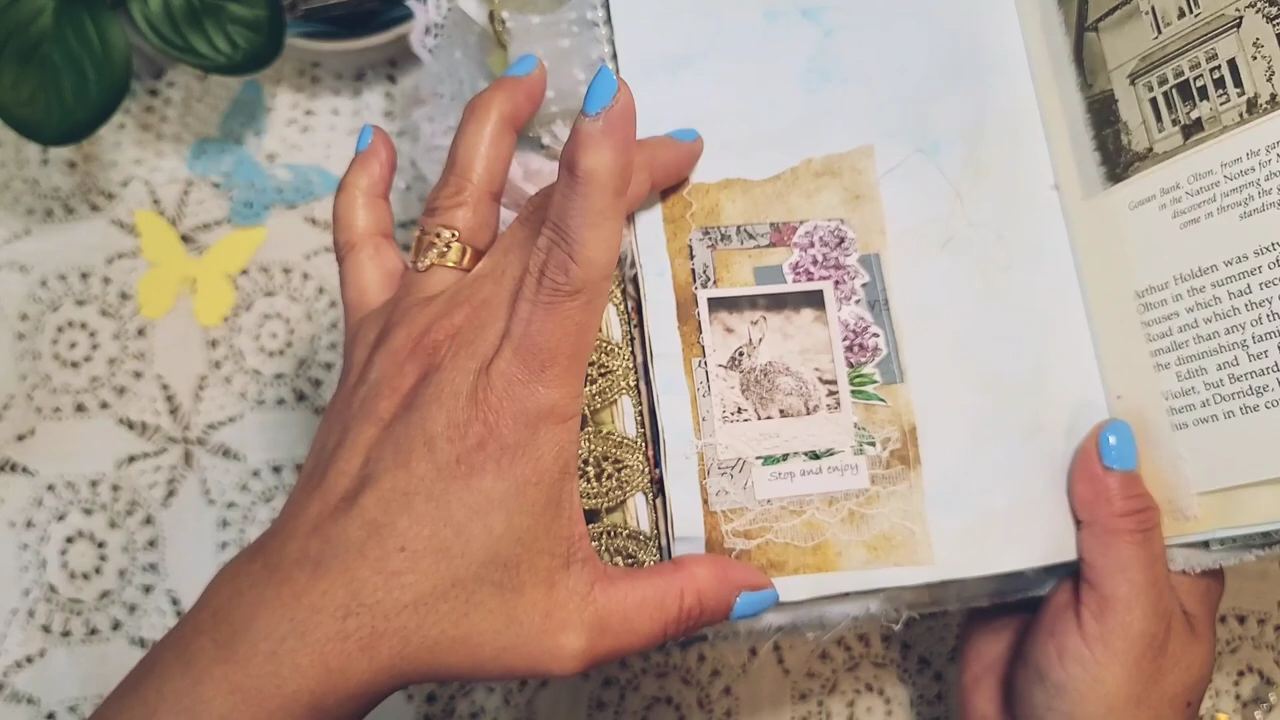 Stop and enjoy
Gowan Bank, Olton, from the gar
in the Nature Notes for
discovered jumping abo
come in through the
standin
Arthur Holden was sixt
Olton in the summer of
houses which had rec
Road and which they
smaller than any of th
the diminishing fam
Edith and her
Violet, but Bernard
them at Dorridge,
his own in the co